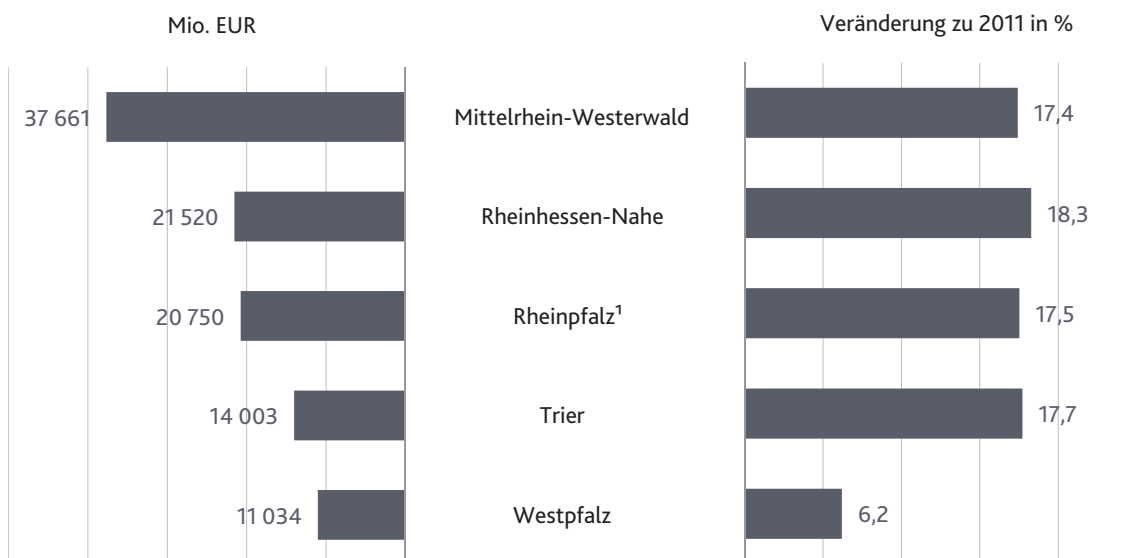 Mio. EUR
Veränderung zu 2011 in %
37 661 Mittelrhein-Westerwald 17,4
21 520 Rheinhessen-Nahe 18,3
20 750 Rheinpfalz¹ 17,5
14 003 Trier 17,7
11 034 Westpfalz 6,2